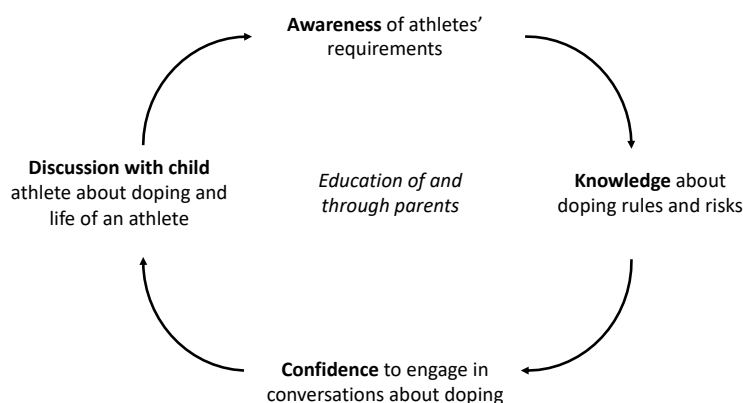 Awareness of athletes’
requirements
Discussion with child
athlete about doping and
life of an athlete
Education of and
through parents
Knowledge about
doping rules and risks
Confidence to engage in
conversations about doping